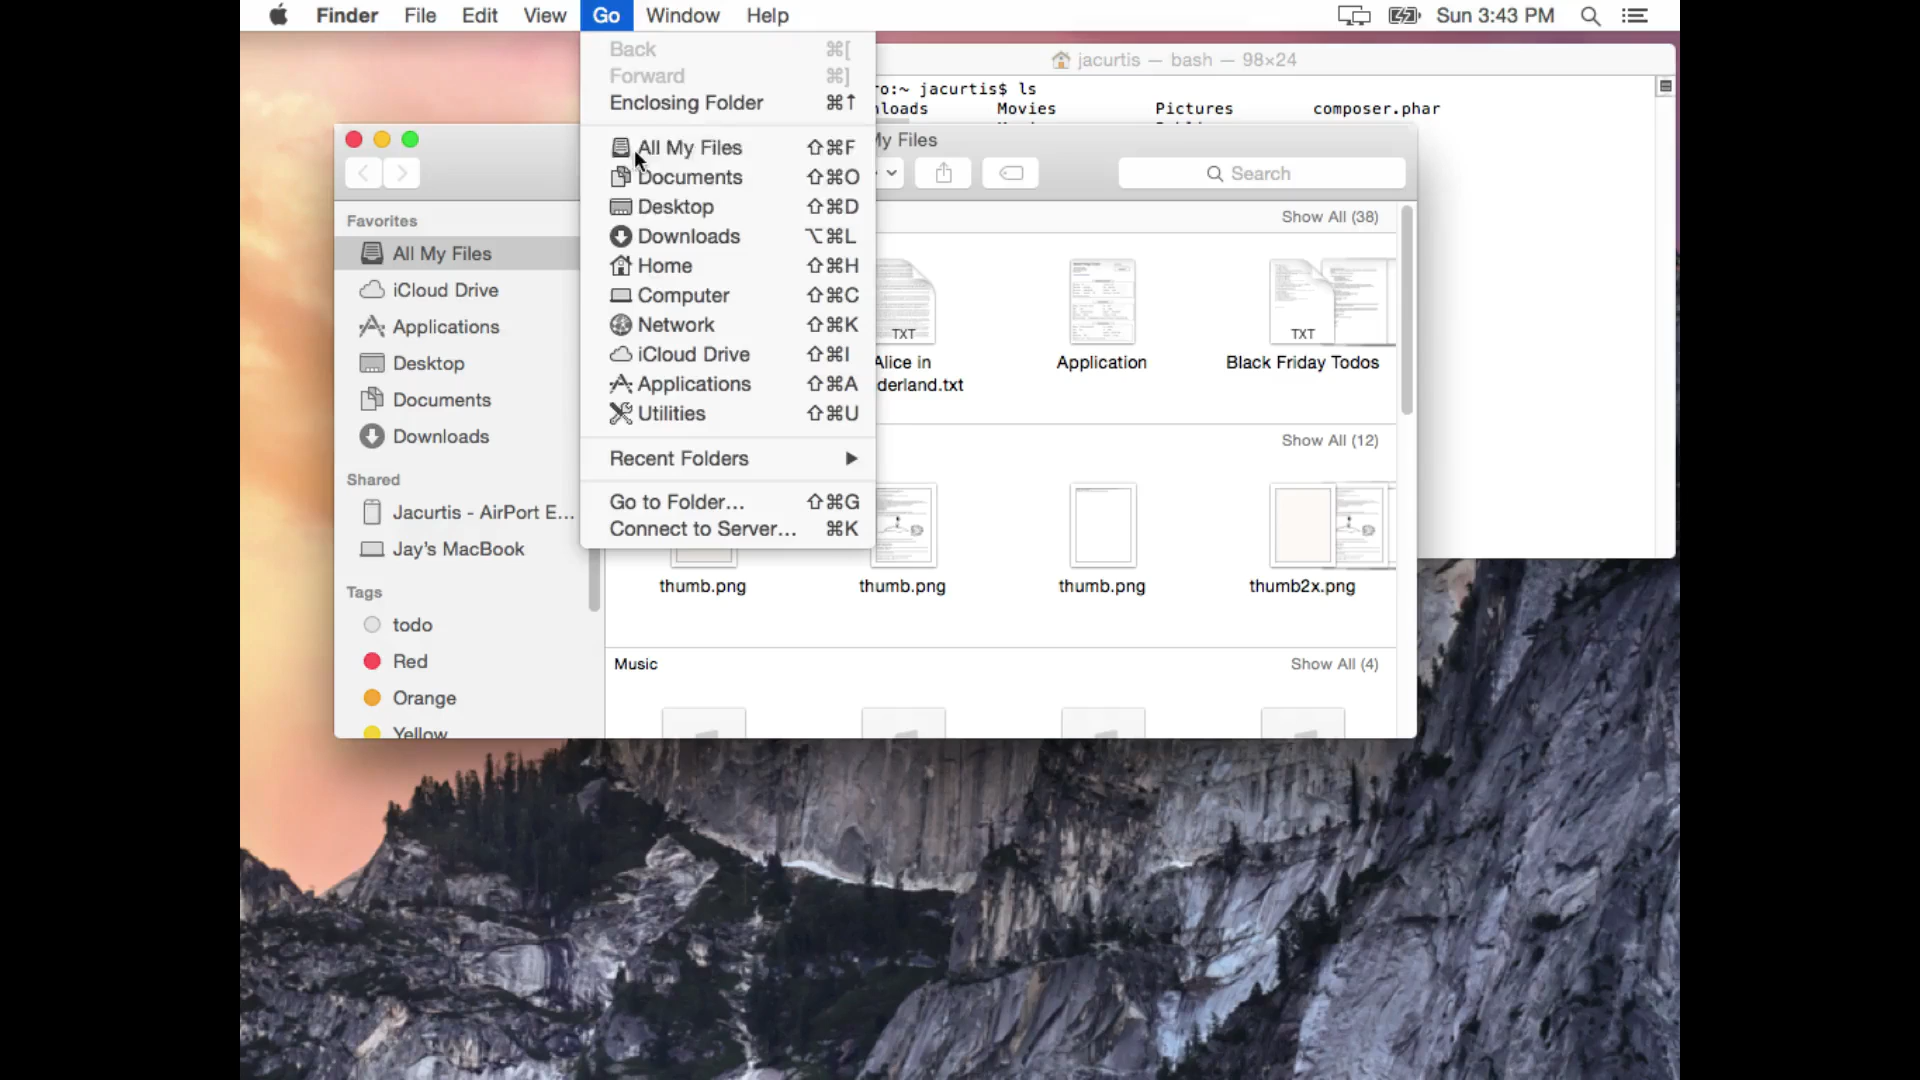 Finder File Edit View Go Window Help Sun 3:43 PM
jacurtis — bash — 98×24
jacurtis$ ls
Movies Pictures composer.phar
Back ⌘[
Forward ⌘]
Enclosing Folder ⌘↑
All My Files ⇧⌘F
Documents ⇧⌘O
Desktop ⇧⌘D
Downloads ⌥⌘L
Home ⇧⌘H
Computer ⇧⌘C
Network ⇧⌘K
iCloud Drive ⇧⌘I
Applications ⇧⌘A
Utilities ⇧⌘U
Recent Folders ▶
Go to Folder... ⇧⌘G
Connect to Server... ⌘K
My Files
Search
Favorites
All My Files
iCloud Drive
Applications
Desktop
Documents
Downloads
Shared
Jacurtis - AirPort E...
Jay's MacBook
Tags
todo
Red
Orange
Yellow
Show All (38)
TXT
TXT
Alice in
derland.txt
Application
Black Friday Todos
Show All (12)
thumb.png
thumb.png
thumb.png
thumb2x.png
Music
Show All (4)